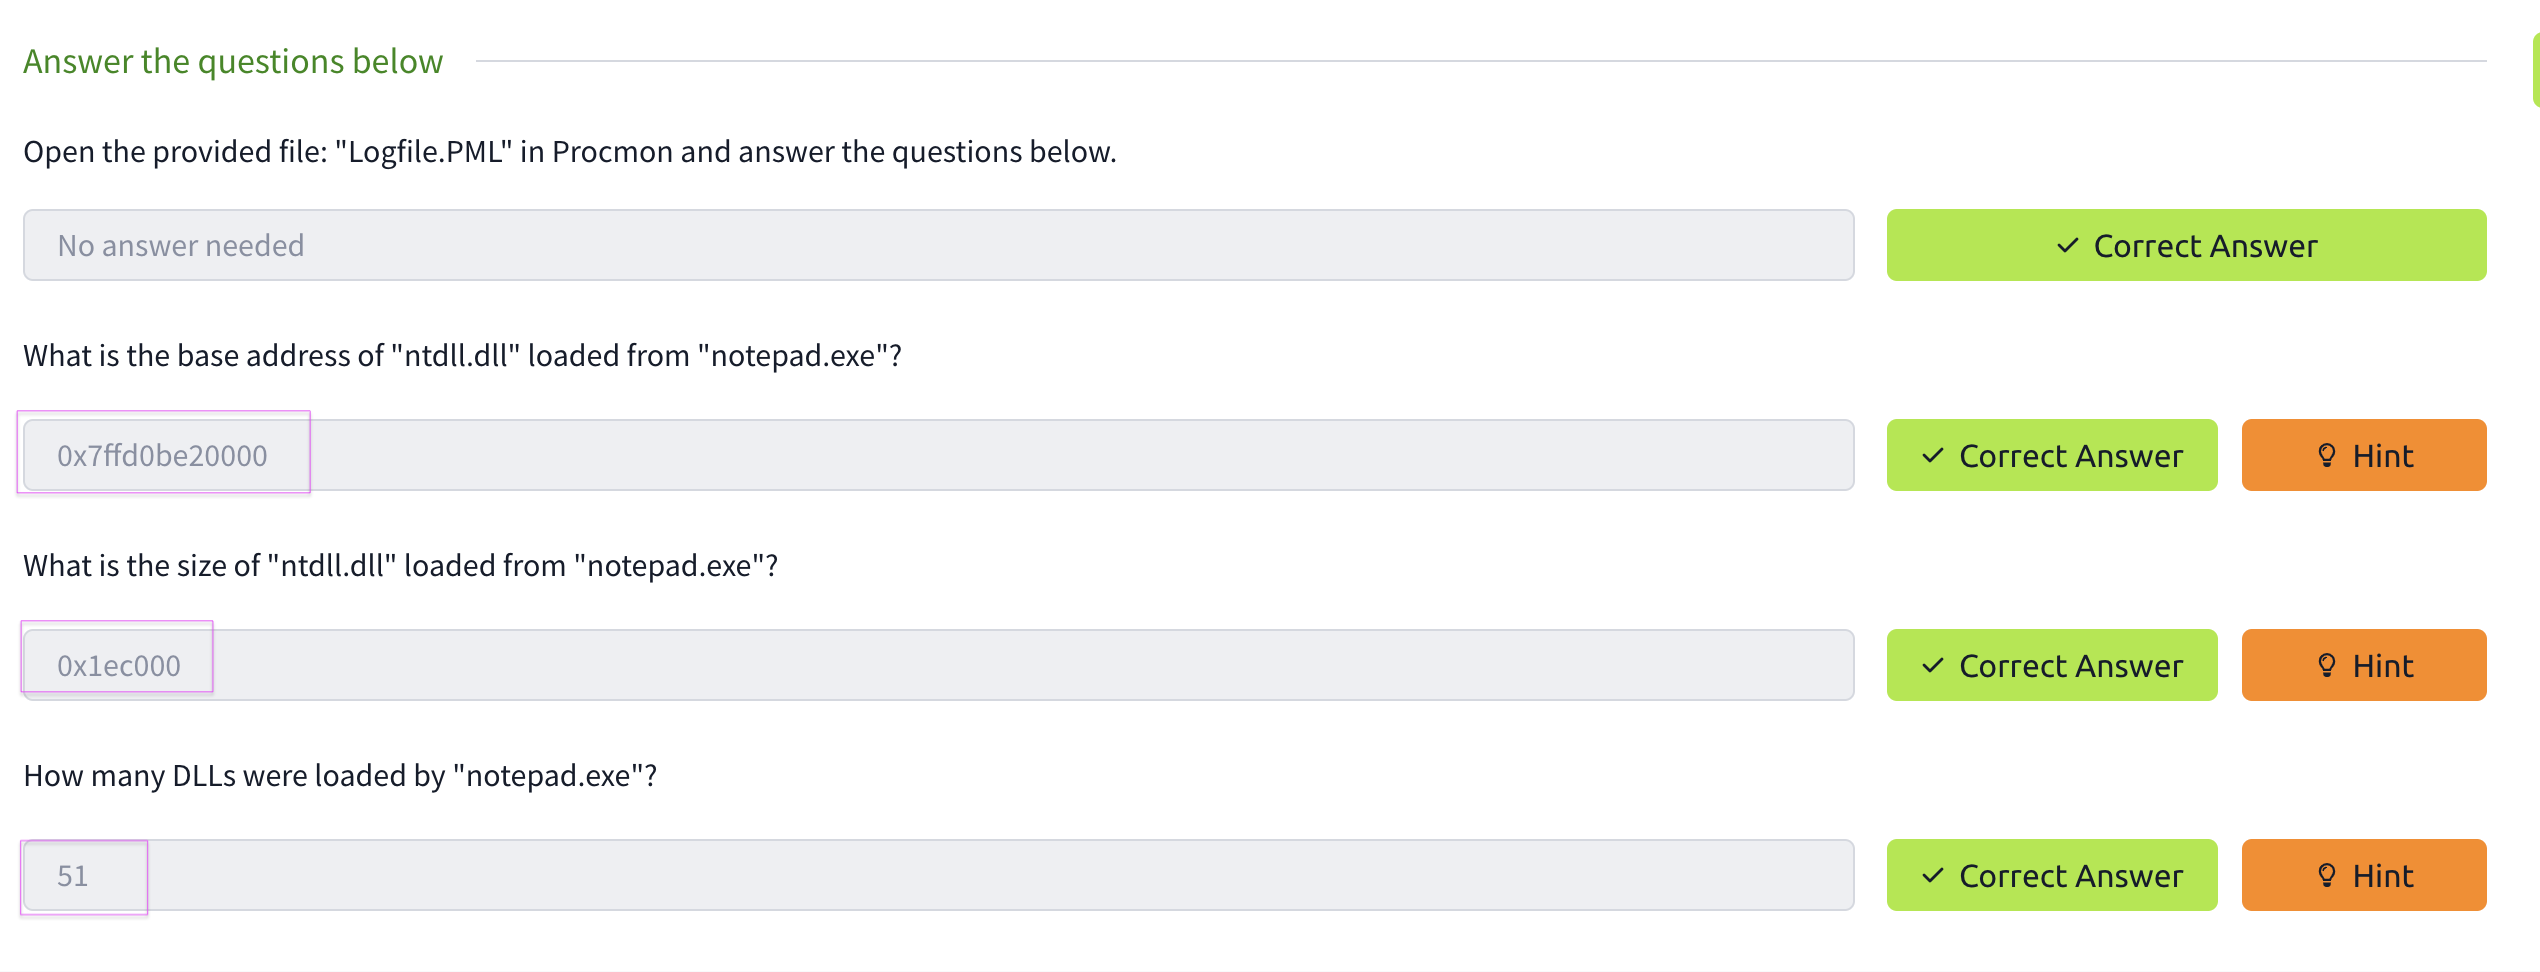 Answer the questions below
Open the provided file: "Logfile.PML" in Procmon and answer the questions below.
No answer needed
Correct Answer
What is the base address of "ntdll.dll" loaded from "notepad.exe"?
0x7ffd0be20000
Correct Answer
Hint
What is the size of "ntdll.dll" loaded from "notepad.exe"?
0x1ec000
Correct Answer
Hint
How many DLLs were loaded by "notepad.exe"?
51
Correct Answer
Hint